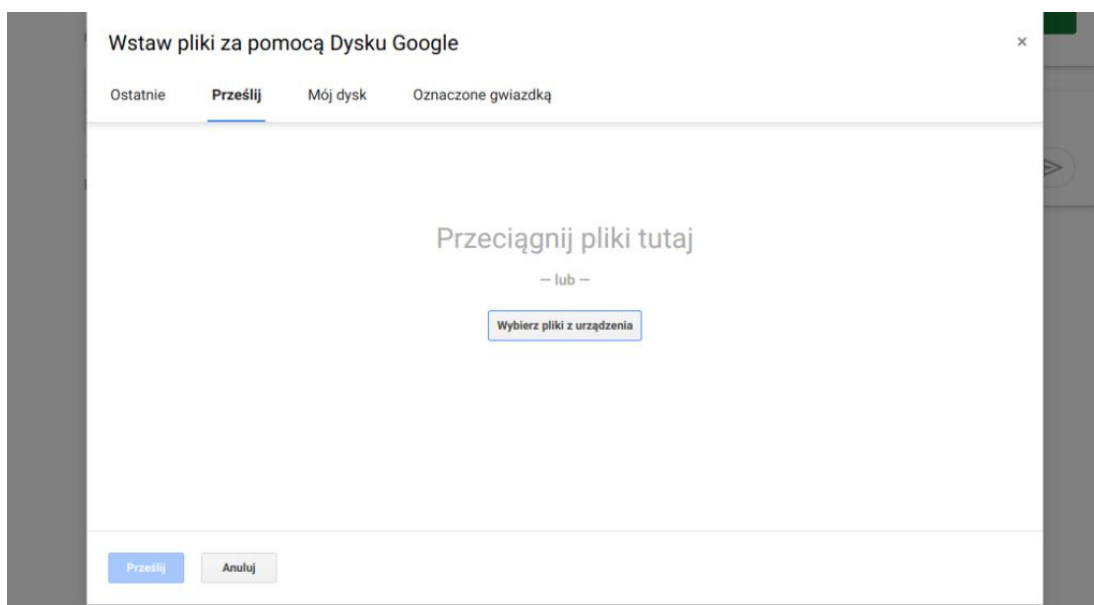 Wstaw pliki za pomocą Dysku Google
×
Ostatnie Prześlij Mój dysk Oznaczone gwiazdką
Przeciągnij pliki tutaj
— lub —
Wybierz pliki z urządzenia
Prześlij Anuluj